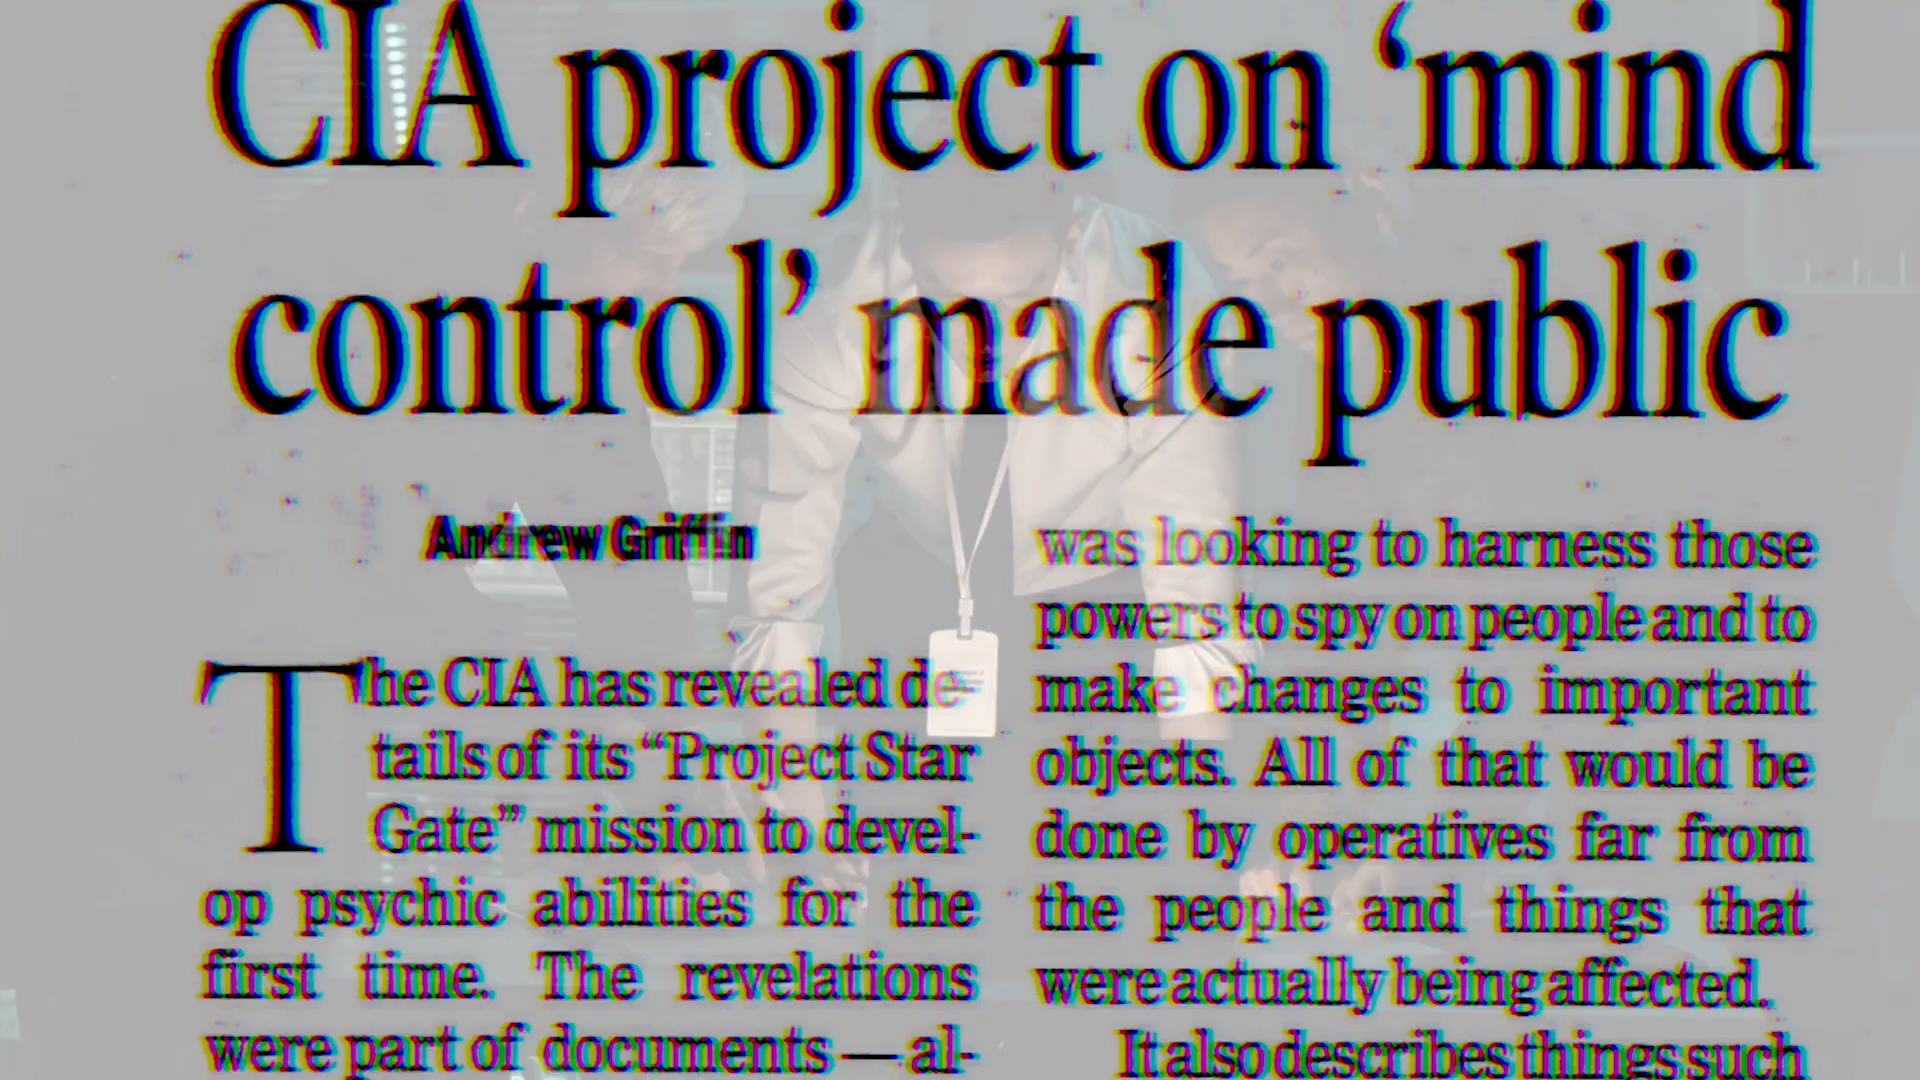 CIA project on ‘mind
control’ made public
Andrew Griffin
The CIA has revealed de-
tails of its “Project Star
Gate”’ mission to devel-
op psychic abilities for the
first time. The revelations
were part of documents — al-
was looking to harness those
powers to spy on people and to
make changes to important
objects. All of that would be
done by operatives far from
the people and things that
were actually being affected.
It also describes things such